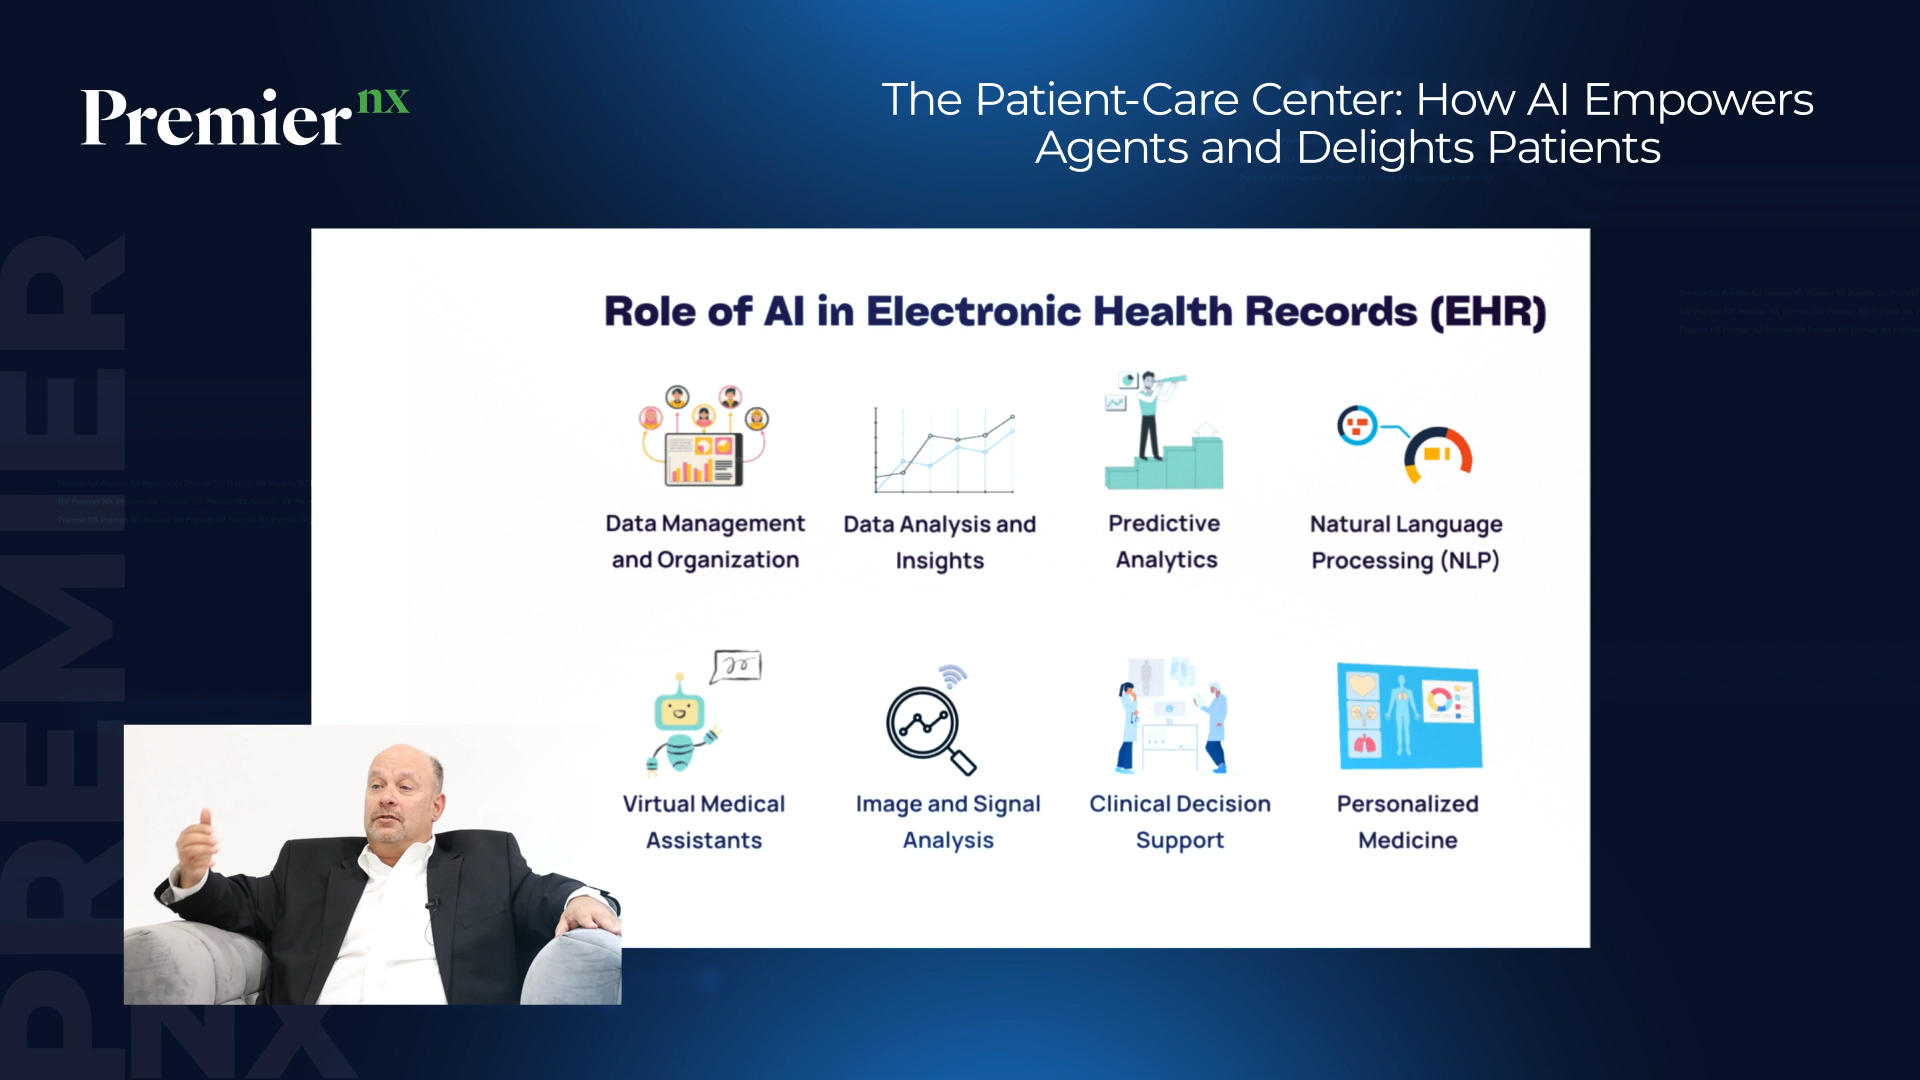 Premier nx
The Patient-Care Center: How AI Empowers
Agents and Delights Patients
Role of AI in Electronic Health Records (EHR)
Data Management
and Organization
Data Analysis and
Insights
Predictive
Analytics
Natural Language
Processing (NLP)
Virtual Medical
Assistants
Image and Signal
Analysis
Clinical Decision
Support
Personalized
Medicine
PREMIER
NX